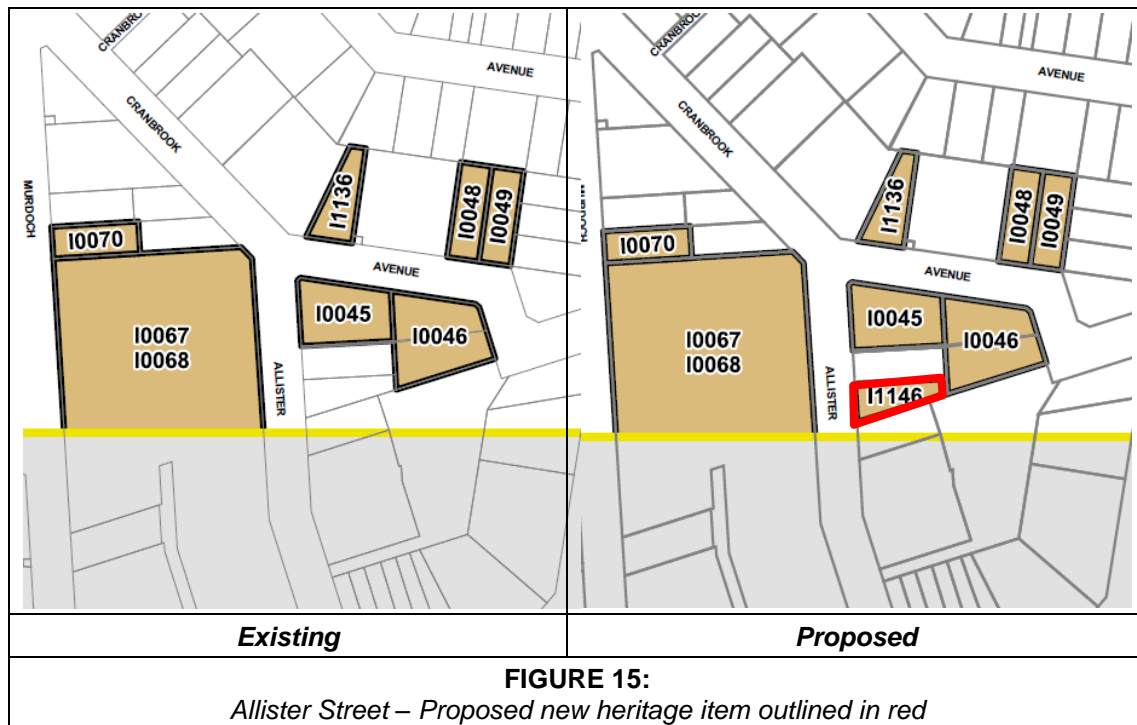 CRANBROOK
AVENUE
CRANBROOK
MURDOCH
I1136
I0048
I0049
I0070
AVENUE
I0045
I0046
I0067
I0068
ALLISTER
CRANBROOK
AVENUE
CRANBROOK
MURDOCH
I1136
I0048
I0049
I0070
AVENUE
I0045
I0046
I0067
I0068
I1146
ALLISTER
Existing
Proposed
FIGURE 15:
Allister Street – Proposed new heritage item outlined in red